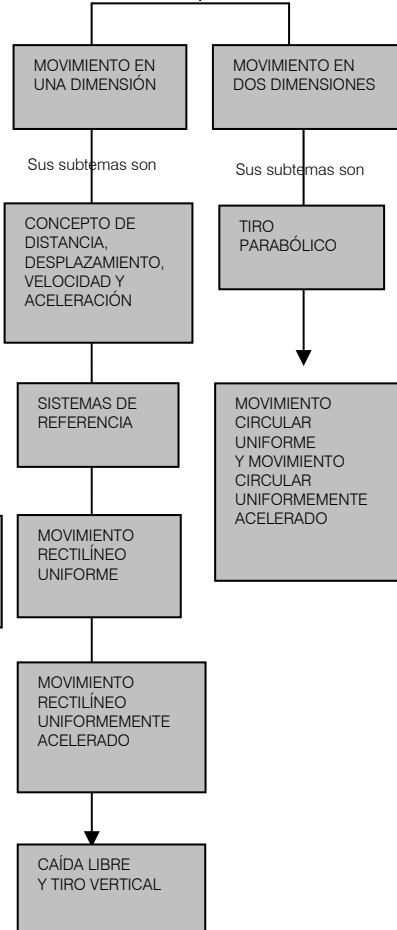 MOVIMIENTO EN
UNA DIMENSIÓN
Sus subtemas son
CONCEPTO DE
DISTANCIA,
DESPLAZAMIENTO,
VELOCIDAD Y
ACELERACIÓN
SISTEMAS DE
REFERENCIA
MOVIMIENTO
RECTILÍNEO
UNIFORME
MOVIMIENTO
RECTILÍNEO
UNIFORMEMENTE
ACELERADO
CAÍDA LIBRE
Y TIRO VERTICAL
MOVIMIENTO EN
DOS DIMENSIONES
Sus subtemas son
TIRO
PARABÓLICO
MOVIMIENTO
CIRCULAR
UNIFORME
Y MOVIMIENTO
CIRCULAR
UNIFORMEMENTE
ACELERADO